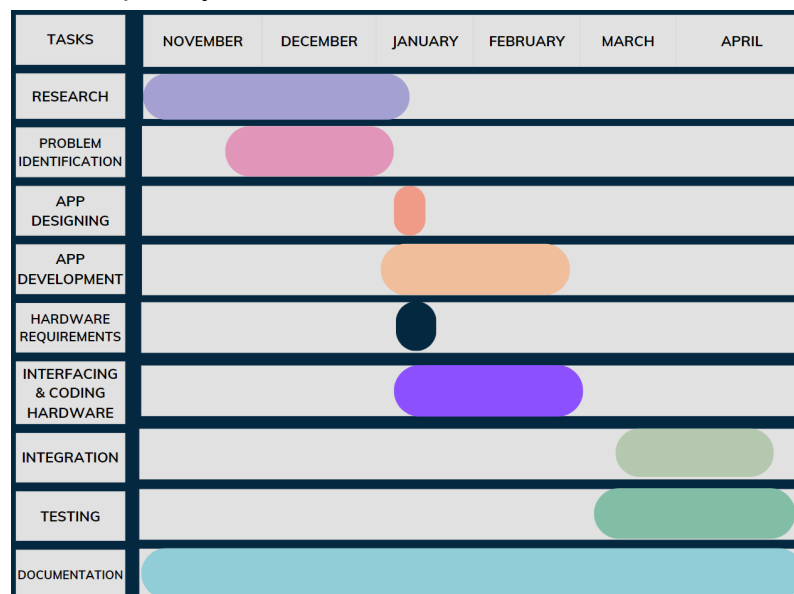 TASKS
NOVEMBER
DECEMBER
JANUARY
FEBRUARY
MARCH
APRIL
RESEARCH
PROBLEM
IDENTIFICATION
APP
DESIGNING
APP
DEVELOPMENT
HARDWARE
REQUIREMENTS
INTERFACING
& CODING
HARDWARE
INTEGRATION
TESTING
DOCUMENTATION